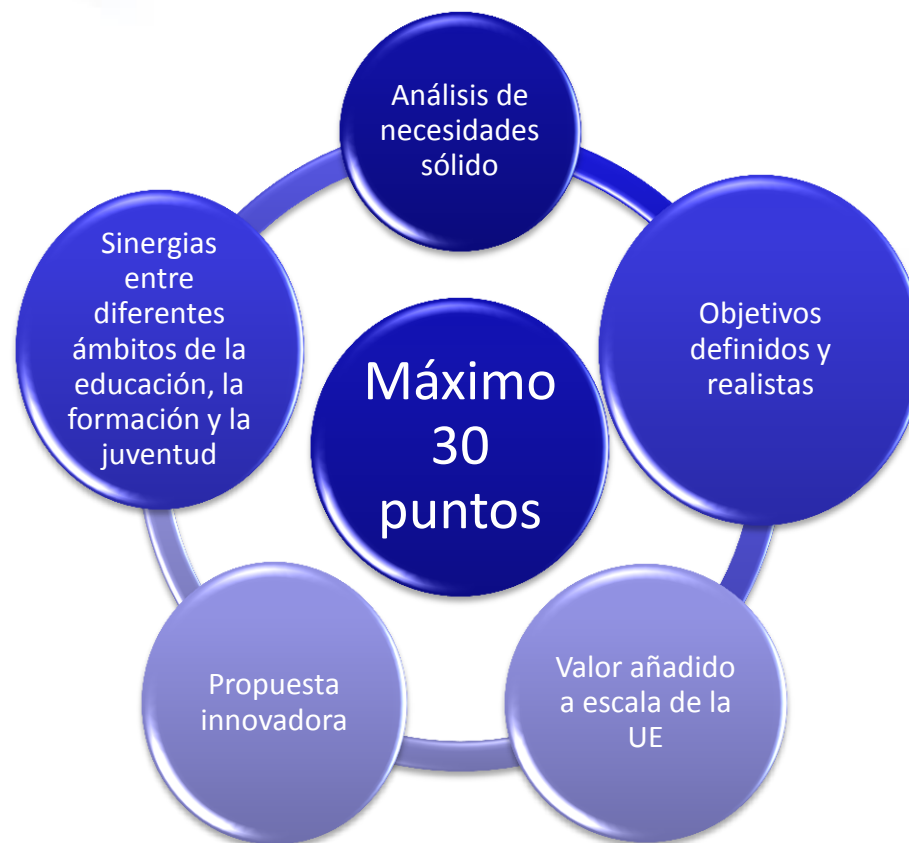 Análisis de
necesidades
sólido
Objetivos
definidos y
realistas
Valor añadido
a escala de la
UE
Propuesta
innovadora
Sinergias
entre
diferentes
ámbitos de la
educación, la
formación y la
juventud
Máximo
30
puntos